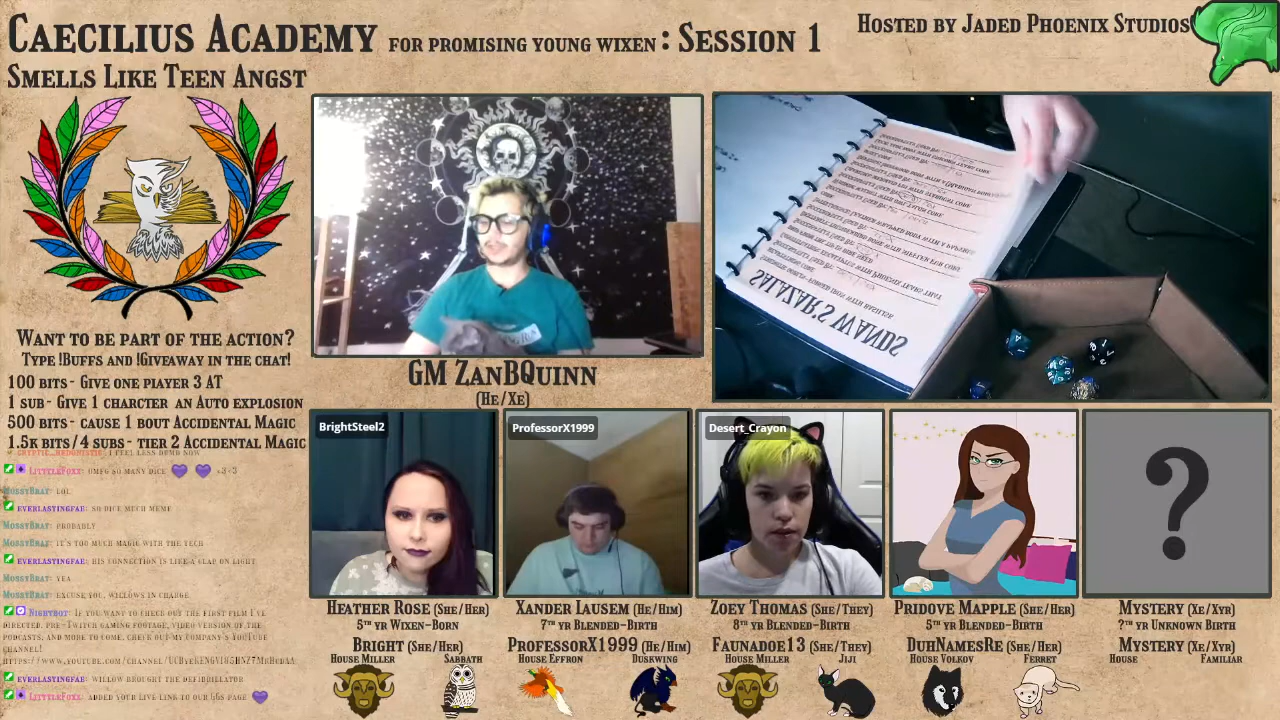 Caecilius Academy for promising young wixen: Session 1
Hosted by Jaded Phoenix Studios
Smells Like Teen Angst
Want to be part of the action?
Type !Buffs and !Giveaway in the chat!
100 bits - Give one player 3 AT
1 sub - Give 1 charcter an Auto explosion
500 bits - cause 1 bout Accidental Magic
1.5k bits/4 subs - tier 2 Accidental Magic
LittleFoxx: omfg so many dice <3<3
MossyBrat: lol
everlastingfae: so dice much meme
MossyBrat: probably
MossyBrat: it's too much magic with the tech
everlastingfae: his connection is like a slap on light
MossyBrat: yea
MossyBrat: excuse you, willows in charge
Nightbot: If you want to check out the first film I've
directed, pre-Twitch gaming footage, video version of the
podcasts, and more to come, check out my company's YouTube
channel!
everlastingfae: willow brought the defibrillator
LittleFoxx: added your live link to our G6s page
GM ZanBQuinn
(He/Xe)
Salazar's Wands
BrightSteel2
ProfessorX1999
Desert_Crayon
Heather Rose (She/Her)
5th yr Wixen-Born
Bright (She/Her)
House Miller
Sabbath
Xander Iausem (He/Him)
7th yr Blended-Birth
ProfessorX1999 (He/Him)
House Effron
Duskwing
Zoey Thomas (She/They)
8th yr Blended-Birth
Faunadoe13 (She/They)
House Miller
Jiji
Pridove Mapple (She/Her)
5th yr Blended-Birth
DuhNamesRe (She/Her)
House Volkov
Ferret
?
Mystery (Xe/Xyr)
?th yr Unknown Birth
Mystery (Xe/Xyr)
House
Familiar